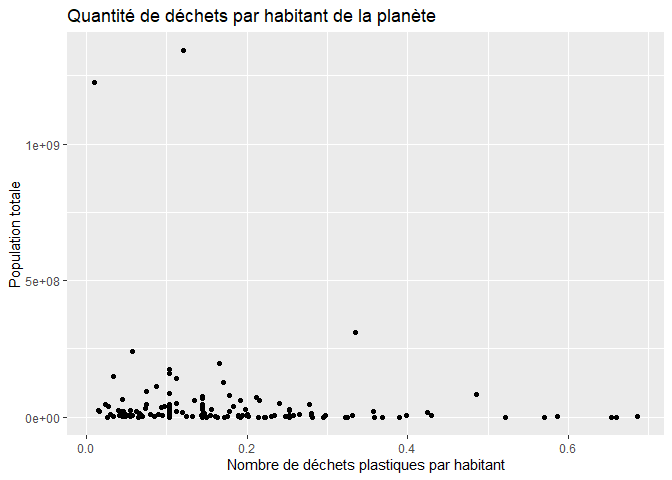 Quantité de déchets par habitant de la planète
Population totale
1e+09
5e+08
0e+00
0.0 0.2 0.4 0.6
Nombre de déchets plastiques par habitant